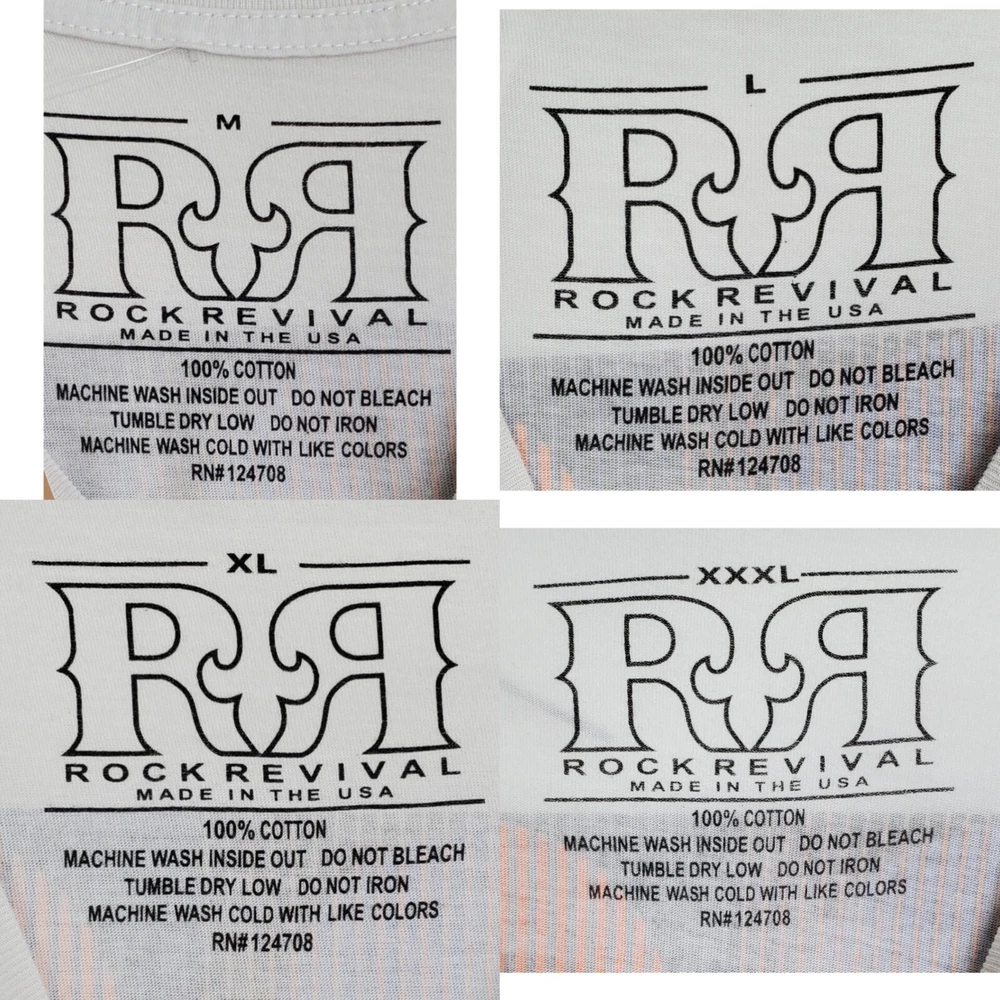 M
RR
ROCK REVIVAL
MADE IN THE USA
100% COTTON
MACHINE WASH INSIDE OUT DO NOT BLEACH
TUMBLE DRY LOW DO NOT IRON
MACHINE WASH COLD WITH LIKE COLORS
RN#124708
L
RR
ROCK REVIVAL
MADE IN THE USA
100% COTTON
MACHINE WASH INSIDE OUT DO NOT BLEACH
TUMBLE DRY LOW DO NOT IRON
MACHINE WASH COLD WITH LIKE COLORS
RN#124708
XL
RR
ROCK REVIVAL
MADE IN THE USA
100% COTTON
MACHINE WASH INSIDE OUT DO NOT BLEACH
TUMBLE DRY LOW DO NOT IRON
MACHINE WASH COLD WITH LIKE COLORS
RN#124708
XXXL
RR
ROCK REVIVAL
MADE IN THE USA
100% COTTON
MACHINE WASH INSIDE OUT DO NOT BLEACH
TUMBLE DRY LOW DO NOT IRON
MACHINE WASH COLD WITH LIKE COLORS
RN#124708